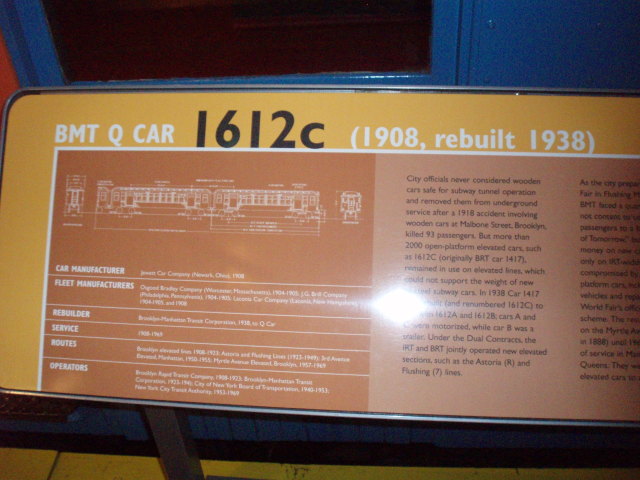 BMT Q CAR 1612c (1908, rebuilt 1938)
CAR MANUFACTURER
Jewett Car Company (Newark, Ohio), 1908
FLEET MANUFACTURERS
Osgood Bradley Company (Worcester, Massachusetts), 1904-1905; J.G. Brill Company
(Philadelphia, Pennsylvania), 1904-1905; Laconia Car Company (Laconia, New Hampshire),
1904-1905, and 1908
REBUILDER
Brooklyn-Manhattan Transit Corporation, 1938, to Q Car
SERVICE
1908-1969
ROUTES
Brooklyn elevated lines, 1908-1923; Astoria and Flushing Lines (1923-1949); 3rd Avenue
Elevated, Manhattan, 1950-1955; Myrtle Avenue Elevated, Brooklyn, 1957-1969
OPERATORS
Brooklyn Rapid Transit Company, 1908-1923; Brooklyn-Manhattan Transit
Corporation, 1923-1940; City of New York Board of Transportation, 1940-1953;
New York City Transit Authority, 1953-1969
City officials never considered wooden
cars safe for subway tunnel operation
and removed them from underground
service after a 1918 accident involving
wooden cars at Malbone Street, Brooklyn,
killed 93 passengers. But more than
2000 open-platform elevated cars, such
as 1612C (originally BRT car 1417),
remained in use on elevated lines, which
could not support the weight of new
steel subway cars. In 1938 Car 1417
(and renumbered 1612C) to
with 1612A and 1612B; cars A and
C were motorized, while car B was a
trailer. Under the Dual Contracts, the
IRT and BRT jointly operated new elevated
sections, such as the Astoria (R) and
Flushing (7) lines.
As the city prepa
Fair in Flushing M
BMT faced a
not consent to
passengers to a
of Tomorrow,"
money on new c
only on IRT-widt
compromised b
platform cars,
vehicles and
World Fair's offic
scheme. The
on the Myrtle A
in 1888) until 196
of service in Man
Queens. They w
elevated cars